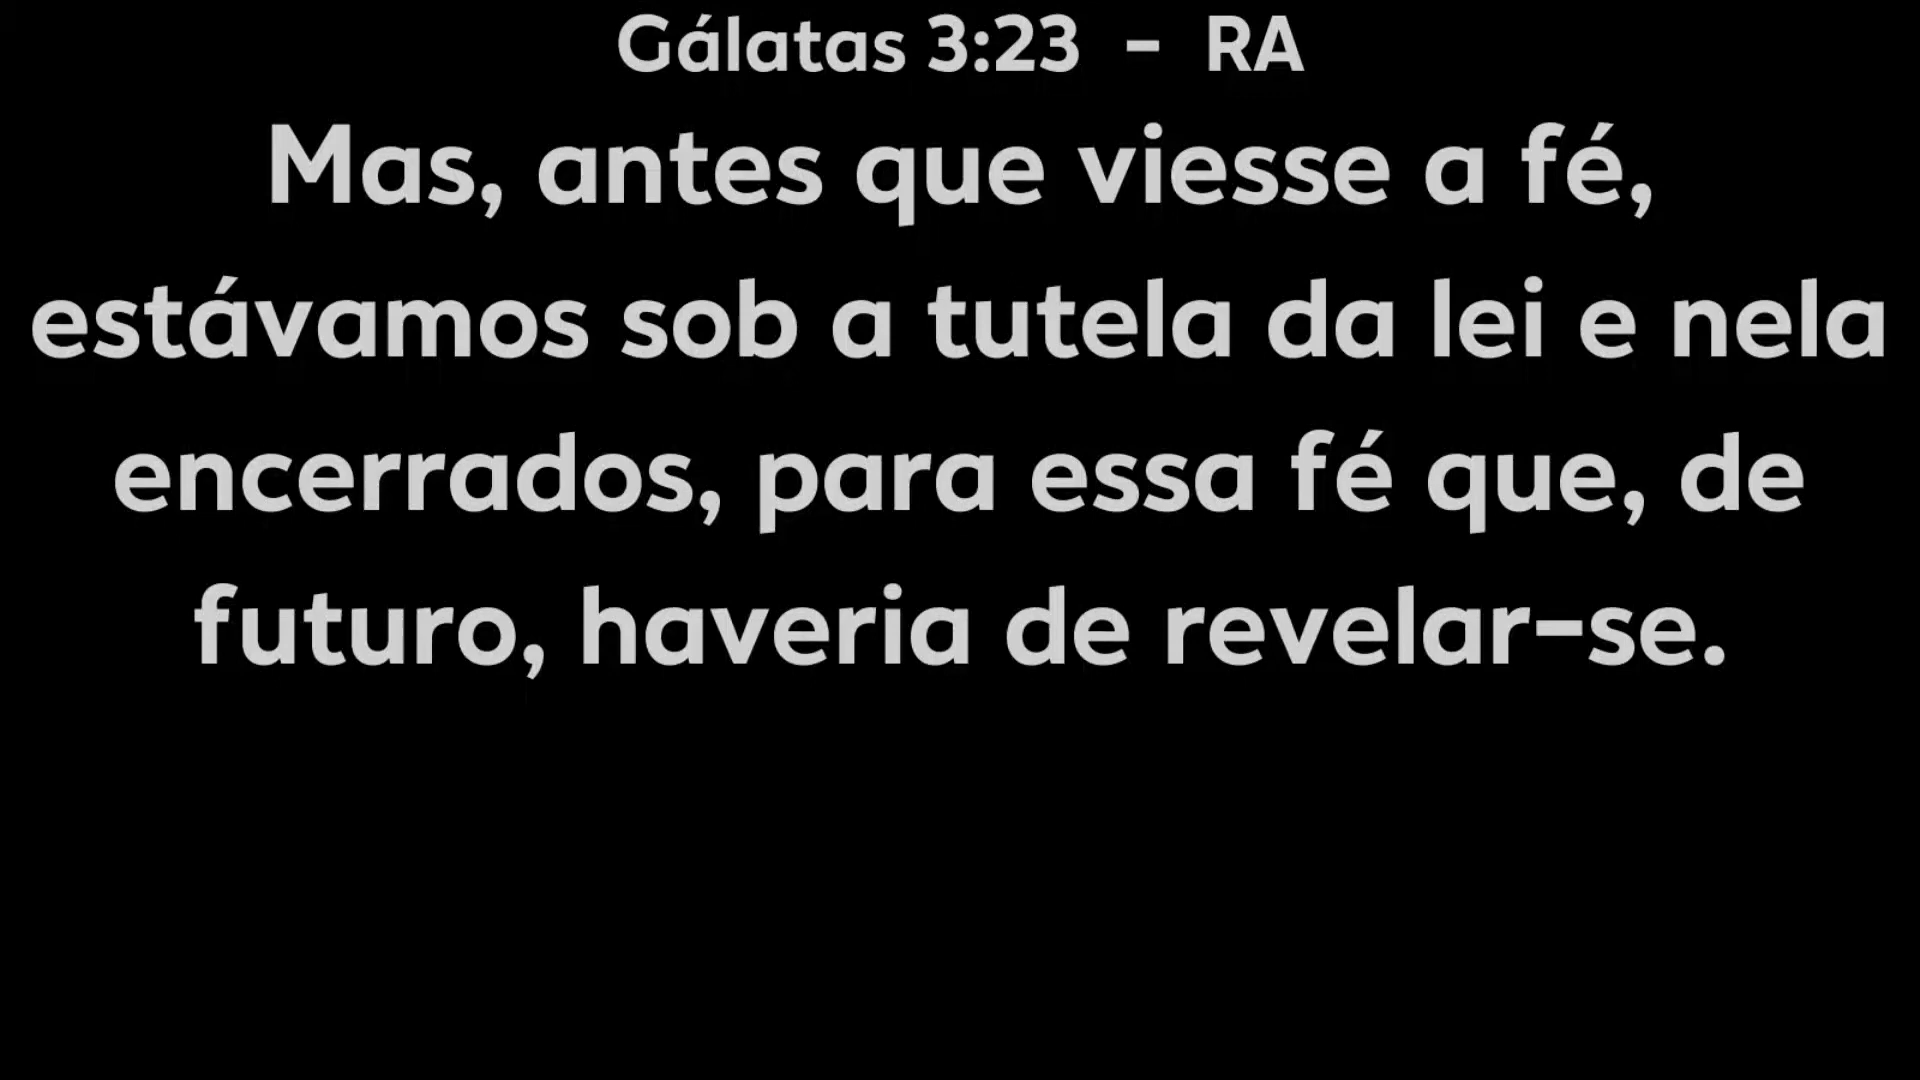 Gálatas 3:23 - RA
Mas, antes que viesse a fé,
estávamos sob a tutela da lei e nela
encerrados, para essa fé que, de
futuro, haveria de revelar-se.